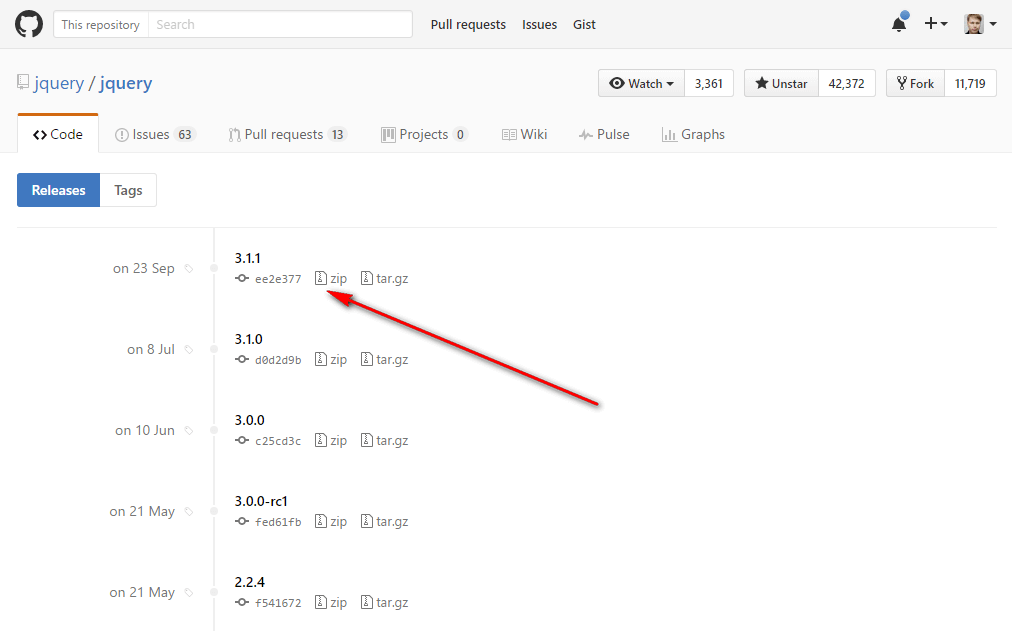 This repository Search Pull requests Issues Gist
jquery / jquery Watch 3,361 Unstar 42,372 Fork 11,719
Code Issues 63 Pull requests 13 Projects 0 Wiki Pulse Graphs
Releases Tags
3.1.1
on 23 Sep
ee2e377 zip tar.gz
3.1.0
on 8 Jul
d0d2d9b zip tar.gz
3.0.0
on 10 Jun
c25cd3c zip tar.gz
3.0.0-rc1
on 21 May
fed61fb zip tar.gz
2.2.4
on 21 May
f541672 zip tar.gz